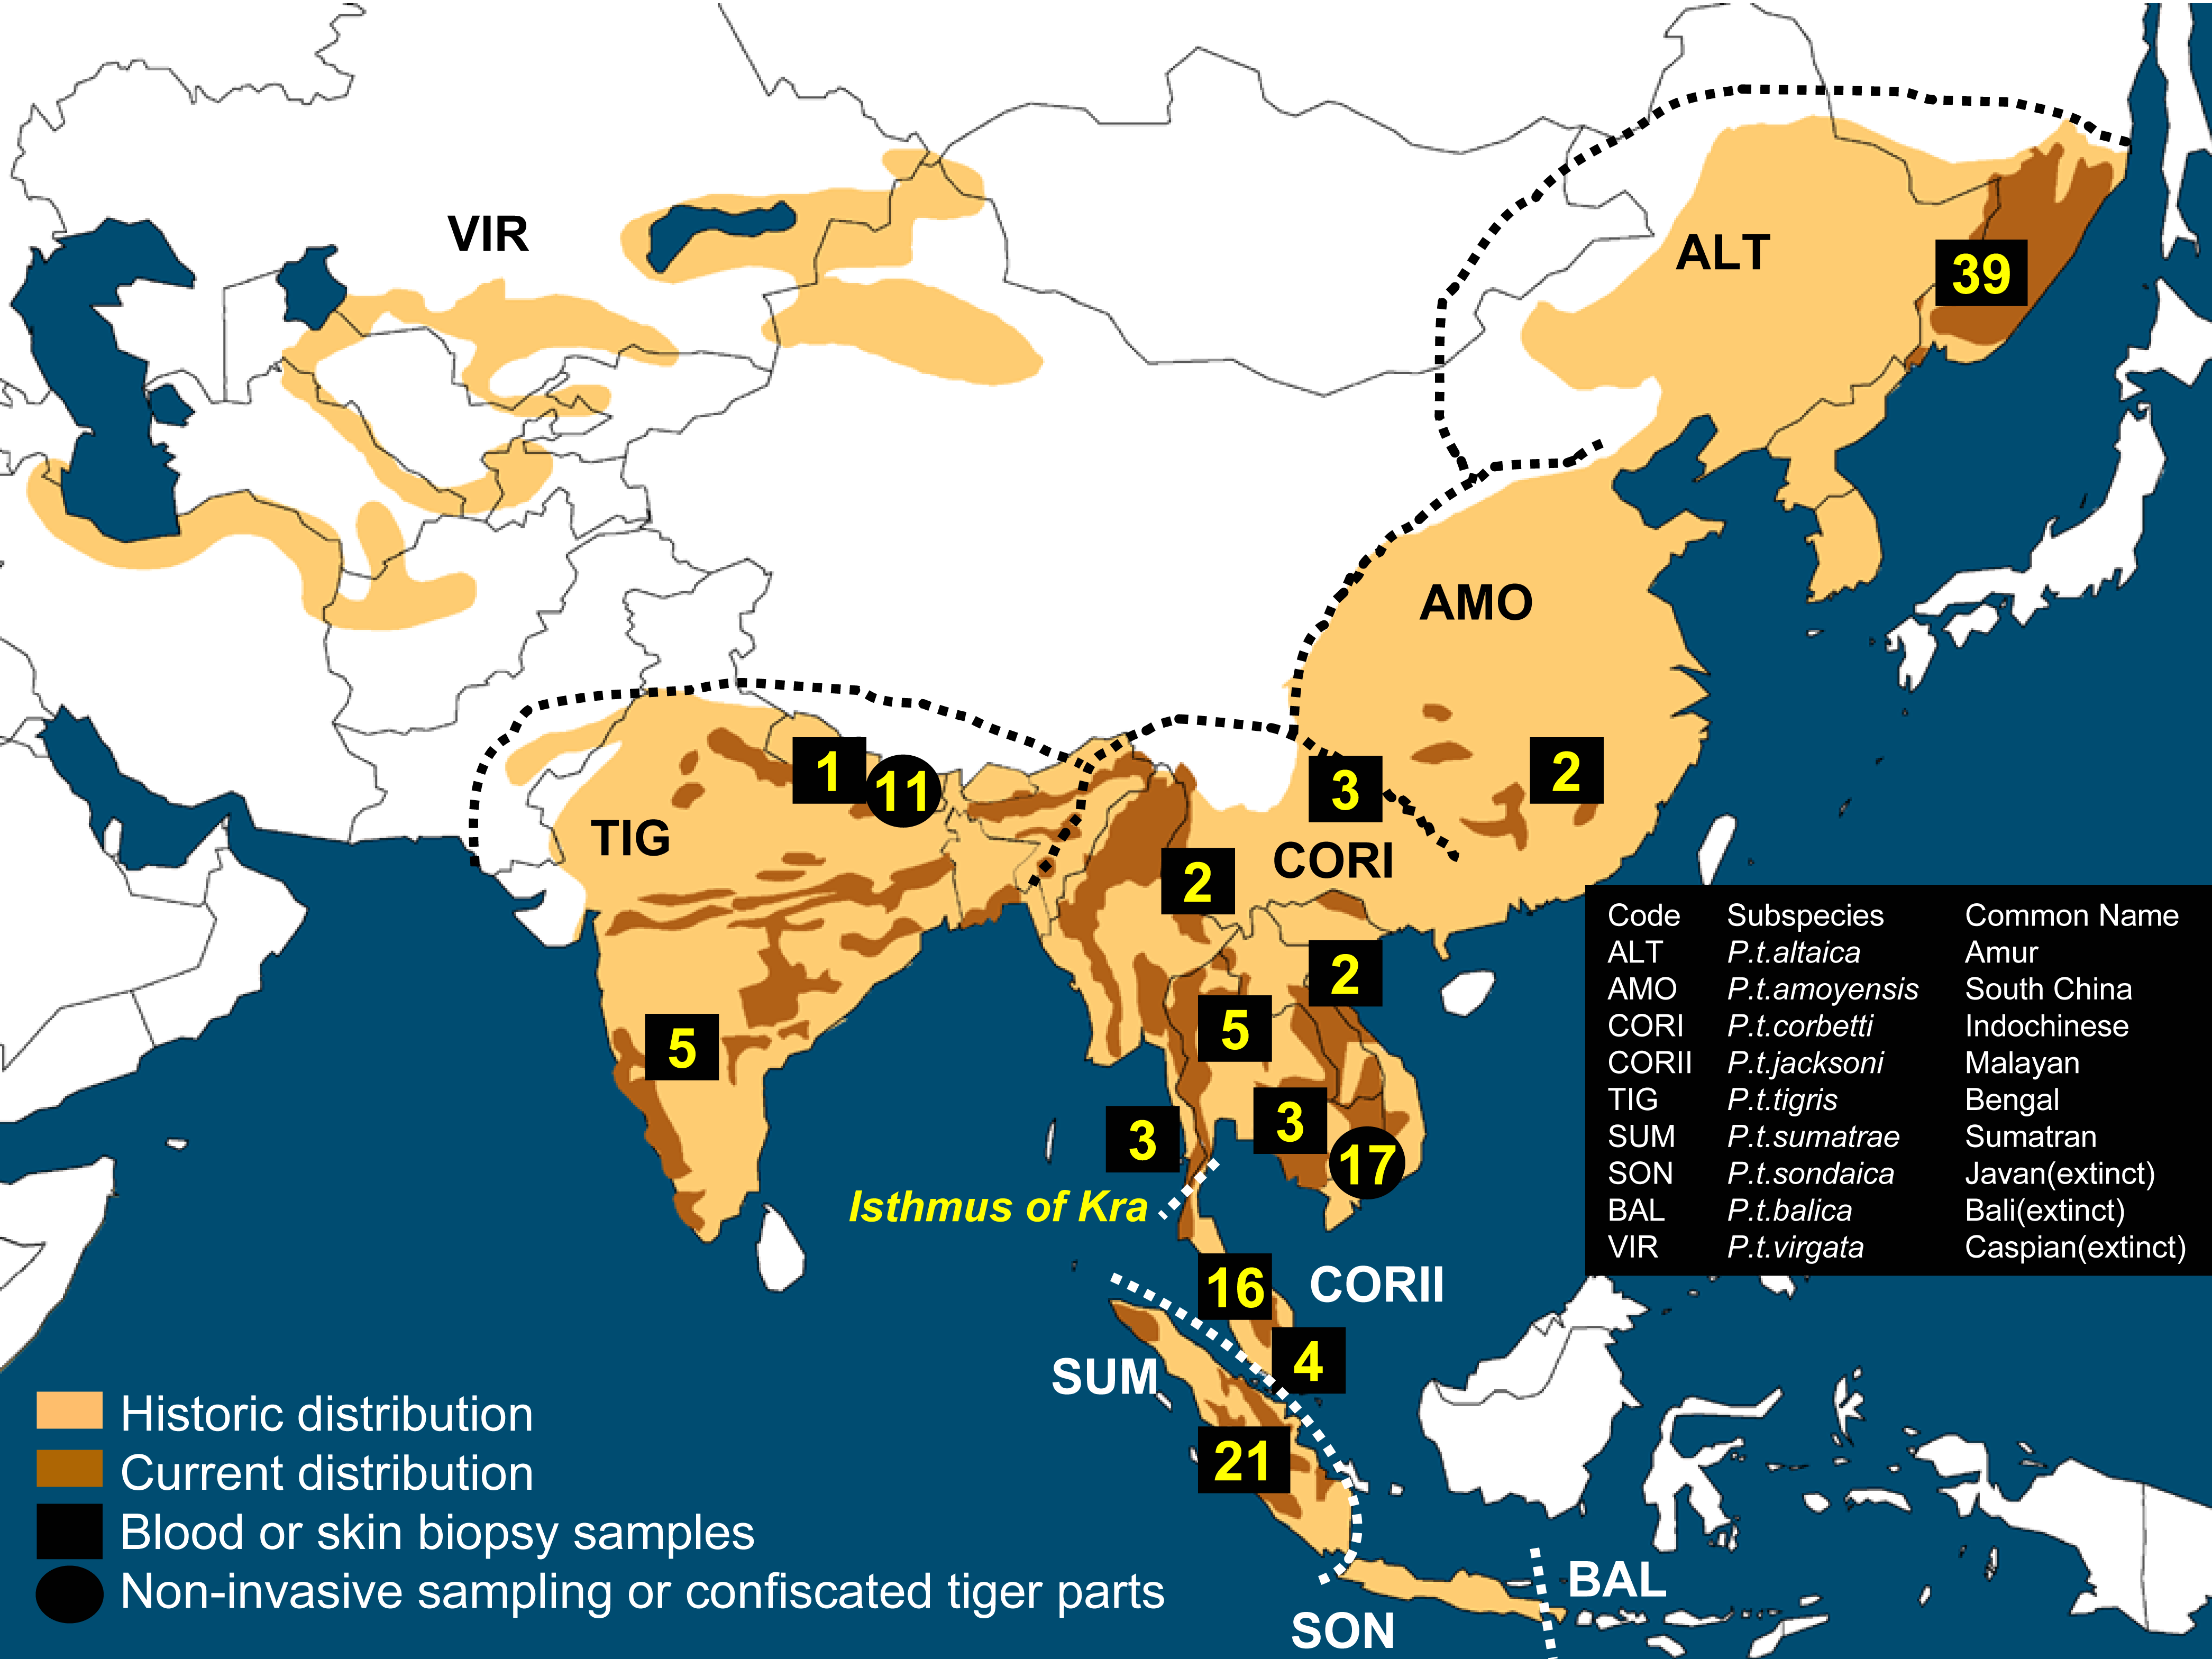 VIR
ALT
39
AMO
1
11
3
2
TIG
CORI
2
2
5
5
3
3
17
Isthmus of Kra
16
CORII
4
SUM
21
BAL
SON
Code Subspecies Common Name
ALT P.t.altaica Amur
AMO P.t.amoyensis South China
CORI P.t.corbetti Indochinese
CORII P.t.jacksoni Malayan
TIG P.t.tigris Bengal
SUM P.t.sumatrae Sumatran
SON P.t.sondaica Javan(extinct)
BAL P.t.balica Bali(extinct)
VIR P.t.virgata Caspian(extinct)
Historic distribution
Current distribution
Blood or skin biopsy samples
Non-invasive sampling or confiscated tiger parts